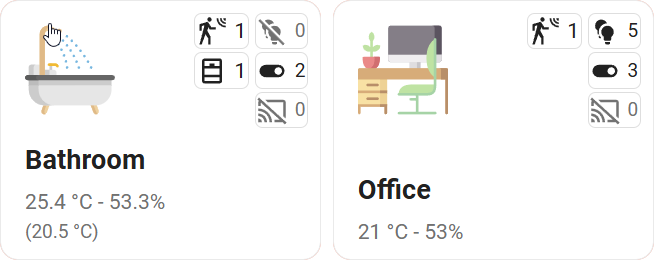 1 0
1 2
0
Bathroom
25.4 °C - 53.3%
(20.5 °C)
1 5
3
0
Office
21 °C - 53%